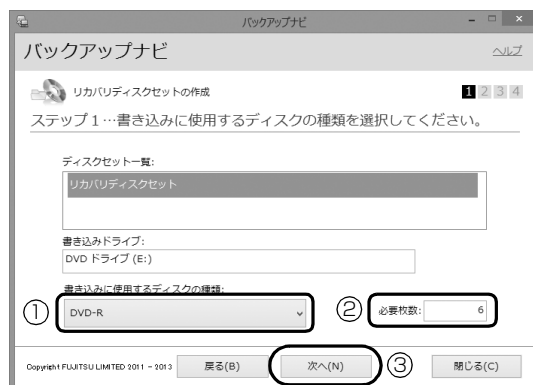 バックアップナビ
バックアップナビ
ヘルプ
リカバリディスクセットの作成
1 2 3 4
ステップ1…書き込みに使用するディスクの種類を選択してください。
ディスクセット一覧:
リカバリディスクセット
書き込みドライブ:
DVD ドライブ (E:)
書き込みに使用するディスクの種類:
① DVD-R ② 必要枚数: 6
Copyright FUJITSU LIMITED 2011 - 2013 戻る(B) 次へ(N) ③ 閉じる(C)